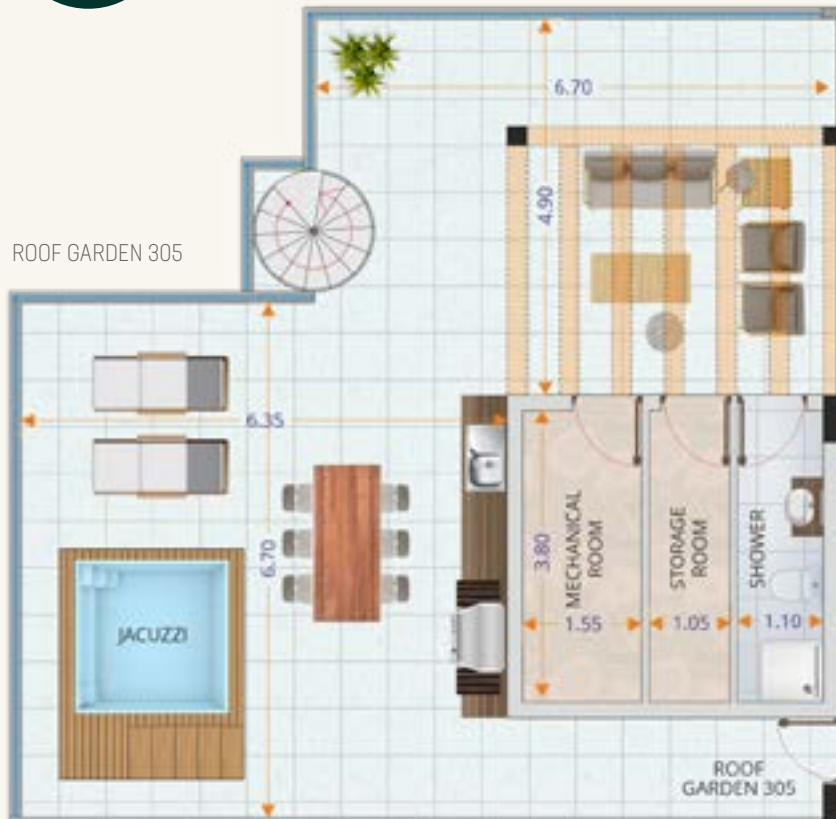 6.70
4.90
ROOF GARDEN 305
6.35
6.70
JACUZZI
3.80
MECHANICAL
ROOM
1.55
STORAGE
ROOM
1.05
SHOWER
1.10
ROOF
GARDEN 305